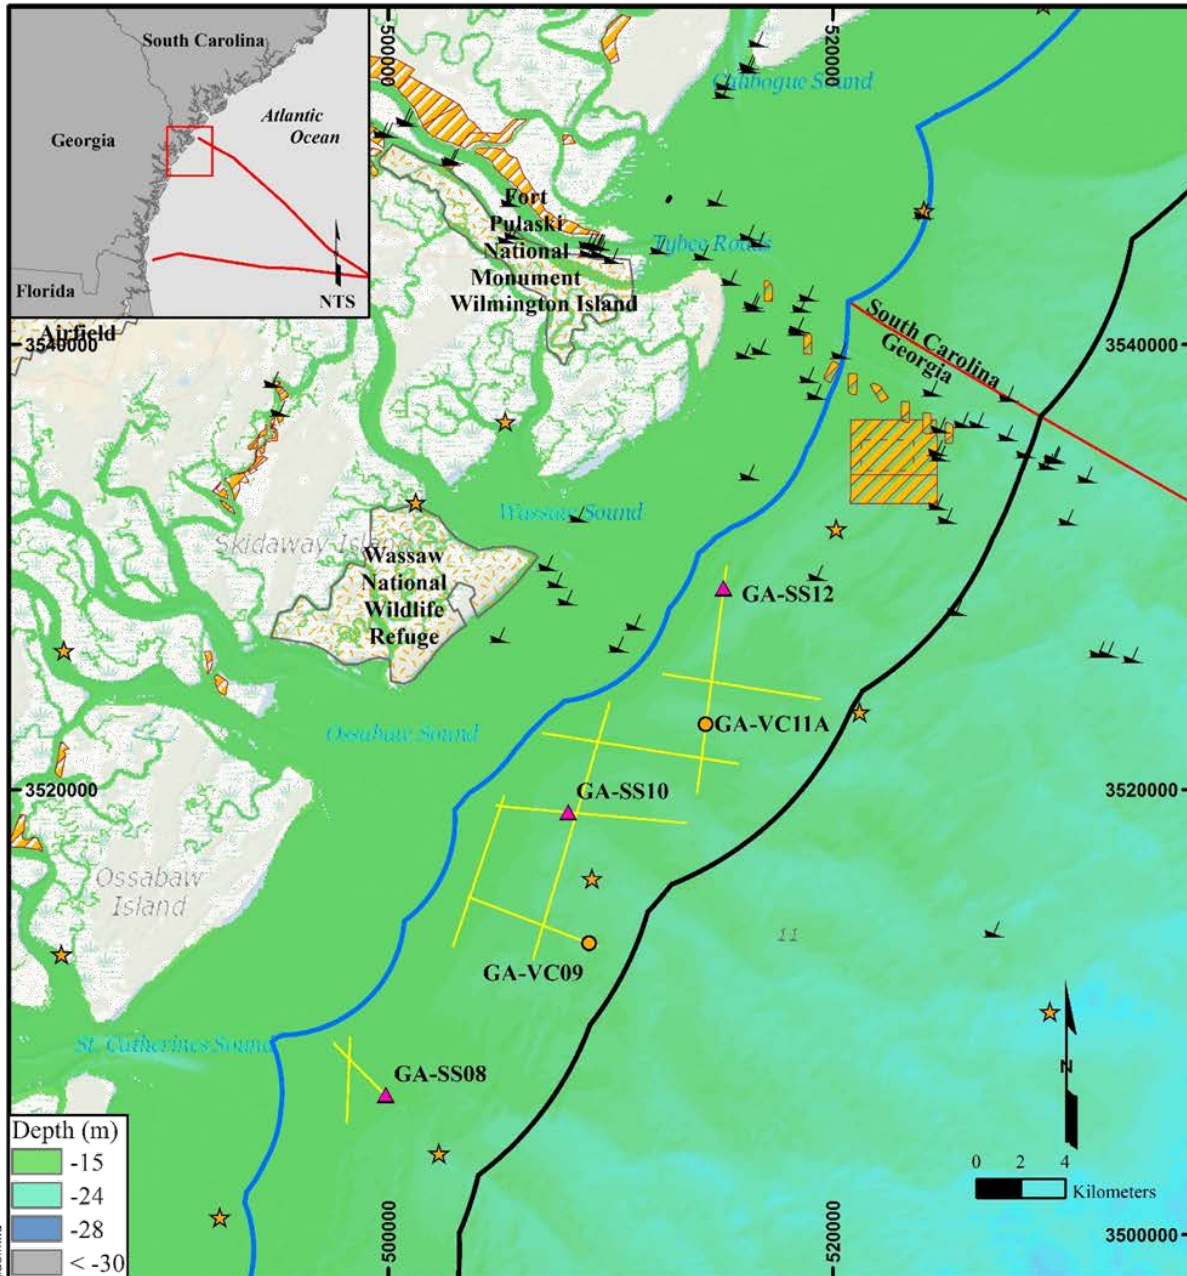 South Carolina
Georgia
Atlantic
Ocean
Florida
NTS
500000
520000
Calibogue Sound
Fort
Pulaski
National
Monument
Wilmington Island
Tybee Roads
Airfield
3540000
3540000
South Carolina
Georgia
Wassaw Sound
Skidaway Island
Wassaw
National
Wildlife
Refuge
GA-SS12
GA-VC11A
Ossabaw Sound
3520000
3520000
GA-SS10
Ossabaw
Island
11
GA-VC09
St. Catherines Sound
GA-SS08
N
Depth (m)
-15
-24
-28
< -30
0 2 4
Kilometers
500000
520000
3500000